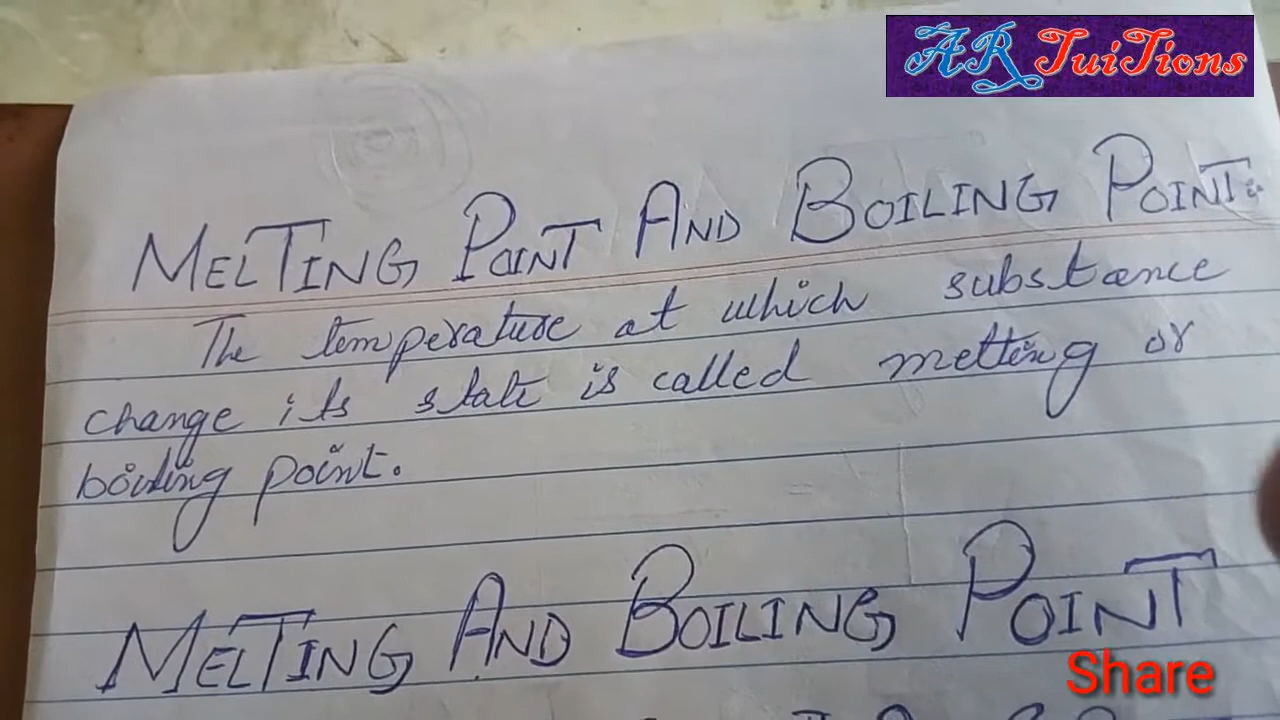 AR TuiTions
MELTING POINT AND BOILING POINT:
The temperature at which substance
change its state is called melting or
boiling point.
MELTING AND BOILING POINT
Share